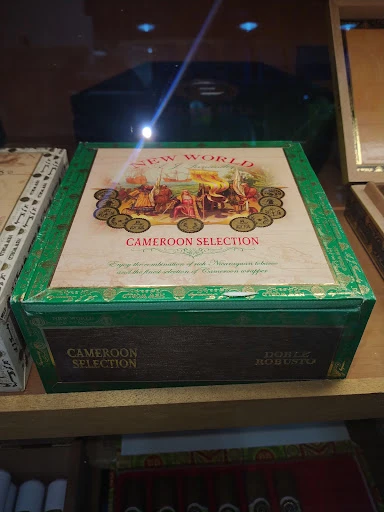 NEW WORLD
CAMEROON SELECTION
Enjoy the combination of rich Nicaraguan tobacco
and the finest selection of Cameroon wrapper
CAMEROON
SELECTION
DOBLE
ROBUSTO